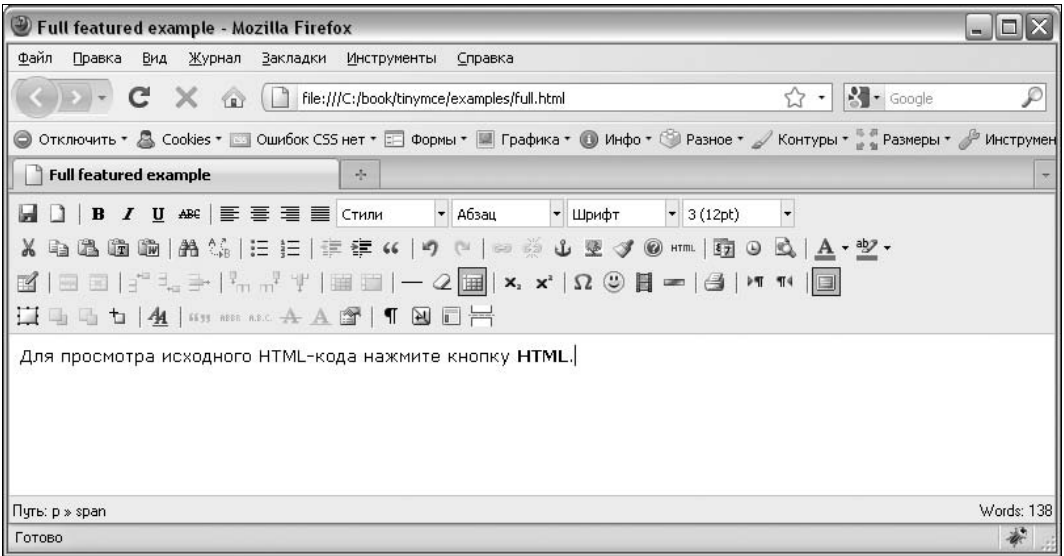 Full featured example - Mozilla Firefox
Файл Правка Вид Журнал Закладки Инструменты Справка
file:///C:/book/tinymce/examples/full.html Google
Отключить Cookies Ошибок CSS нет Формы Графика Инфо Разное Контуры Размеры Инструмен
Full featured example
B I U ABC Стили Абзац Шрифт 3 (12pt)
HTML A ab
x₂ x² Ω
A A.B.C. A A ¶
Для просмотра исходного HTML-кода нажмите кнопку HTML.
Путь: p » span Words: 138
Готово